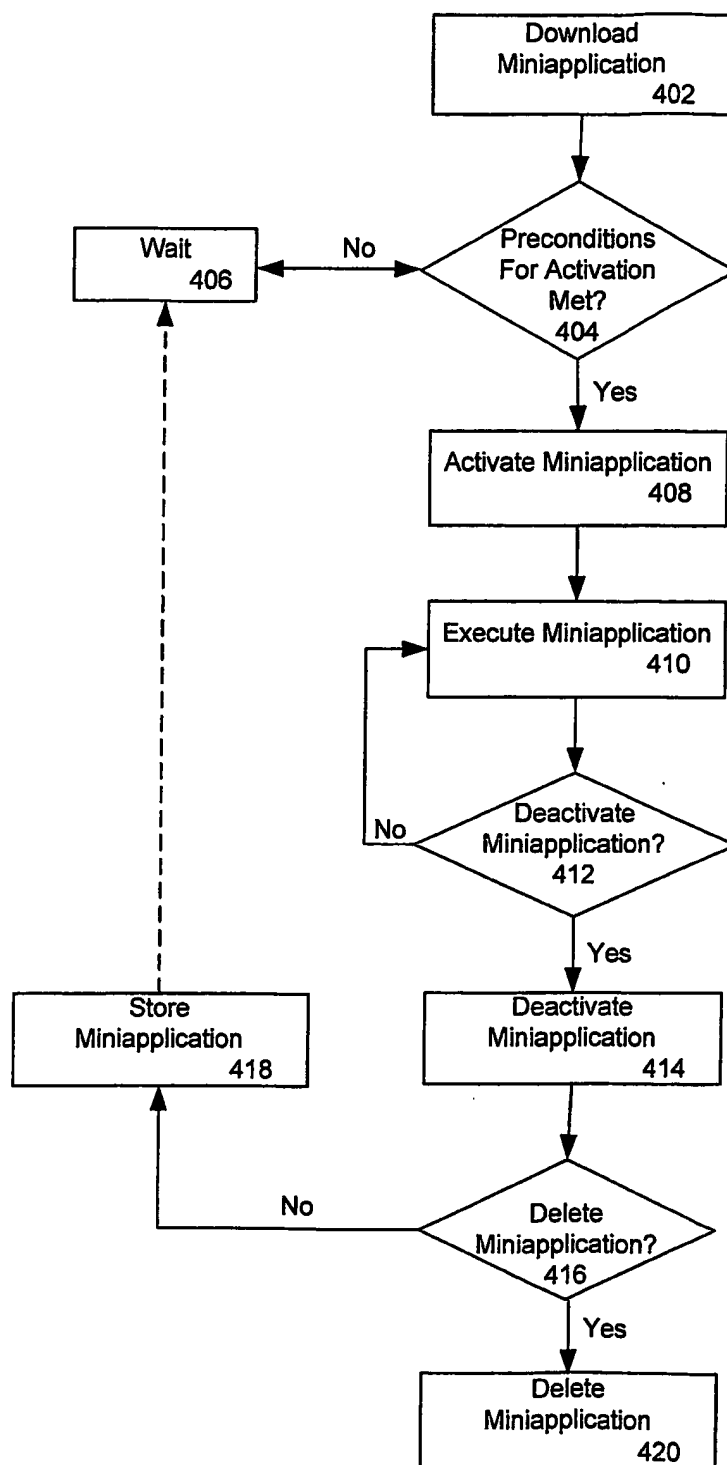 Download
Miniapplication
402
Wait
406
No
Preconditions
For Activation
Met?
404
Yes
Activate Miniapplication
408
Execute Miniapplication
410
No
Deactivate
Miniapplication?
412
Yes
Store
Miniapplication
418
Deactivate
Miniapplication
414
No
Delete
Miniapplication?
416
Yes
Delete
Miniapplication
420